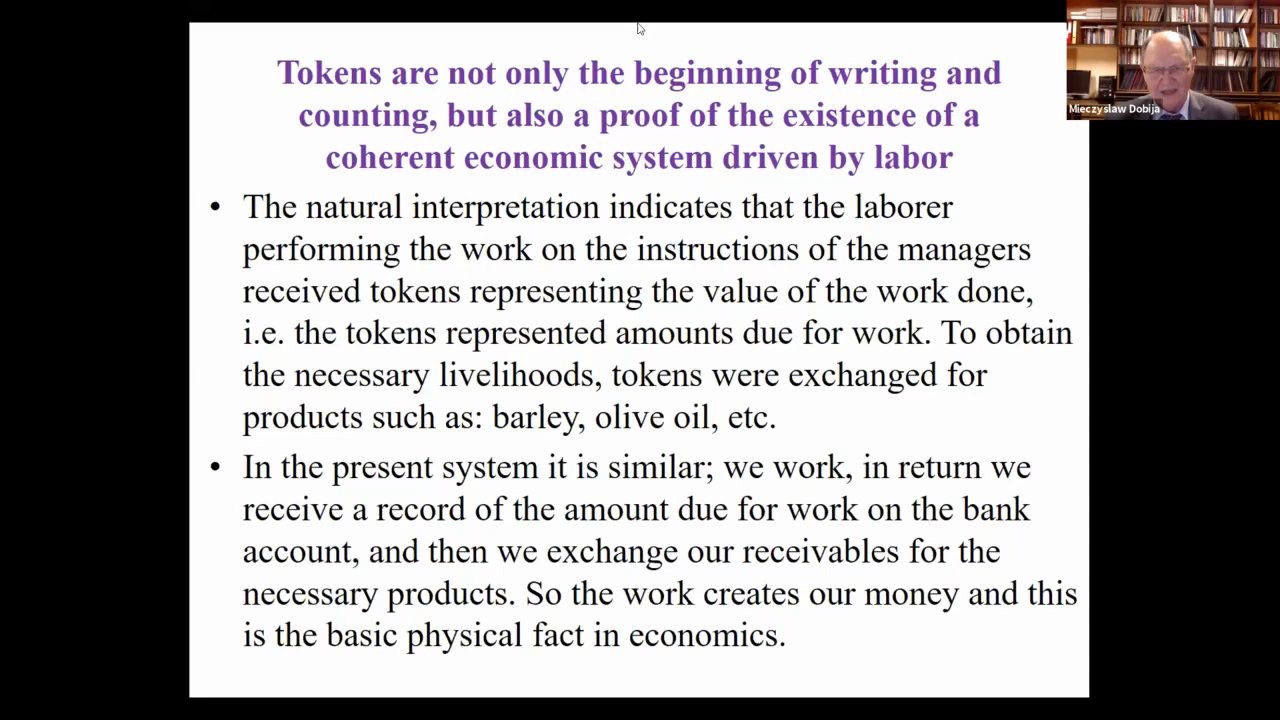 Tokens are not only the beginning of writing and
counting, but also a proof of the existence of a
coherent economic system driven by labor
• The natural interpretation indicates that the laborer
performing the work on the instructions of the managers
received tokens representing the value of the work done,
i.e. the tokens represented amounts due for work. To obtain
the necessary livelihoods, tokens were exchanged for
products such as: barley, olive oil, etc.
• In the present system it is similar; we work, in return we
receive a record of the amount due for work on the bank
account, and then we exchange our receivables for the
necessary products. So the work creates our money and this
is the basic physical fact in economics.
Mieczyslaw Dobija